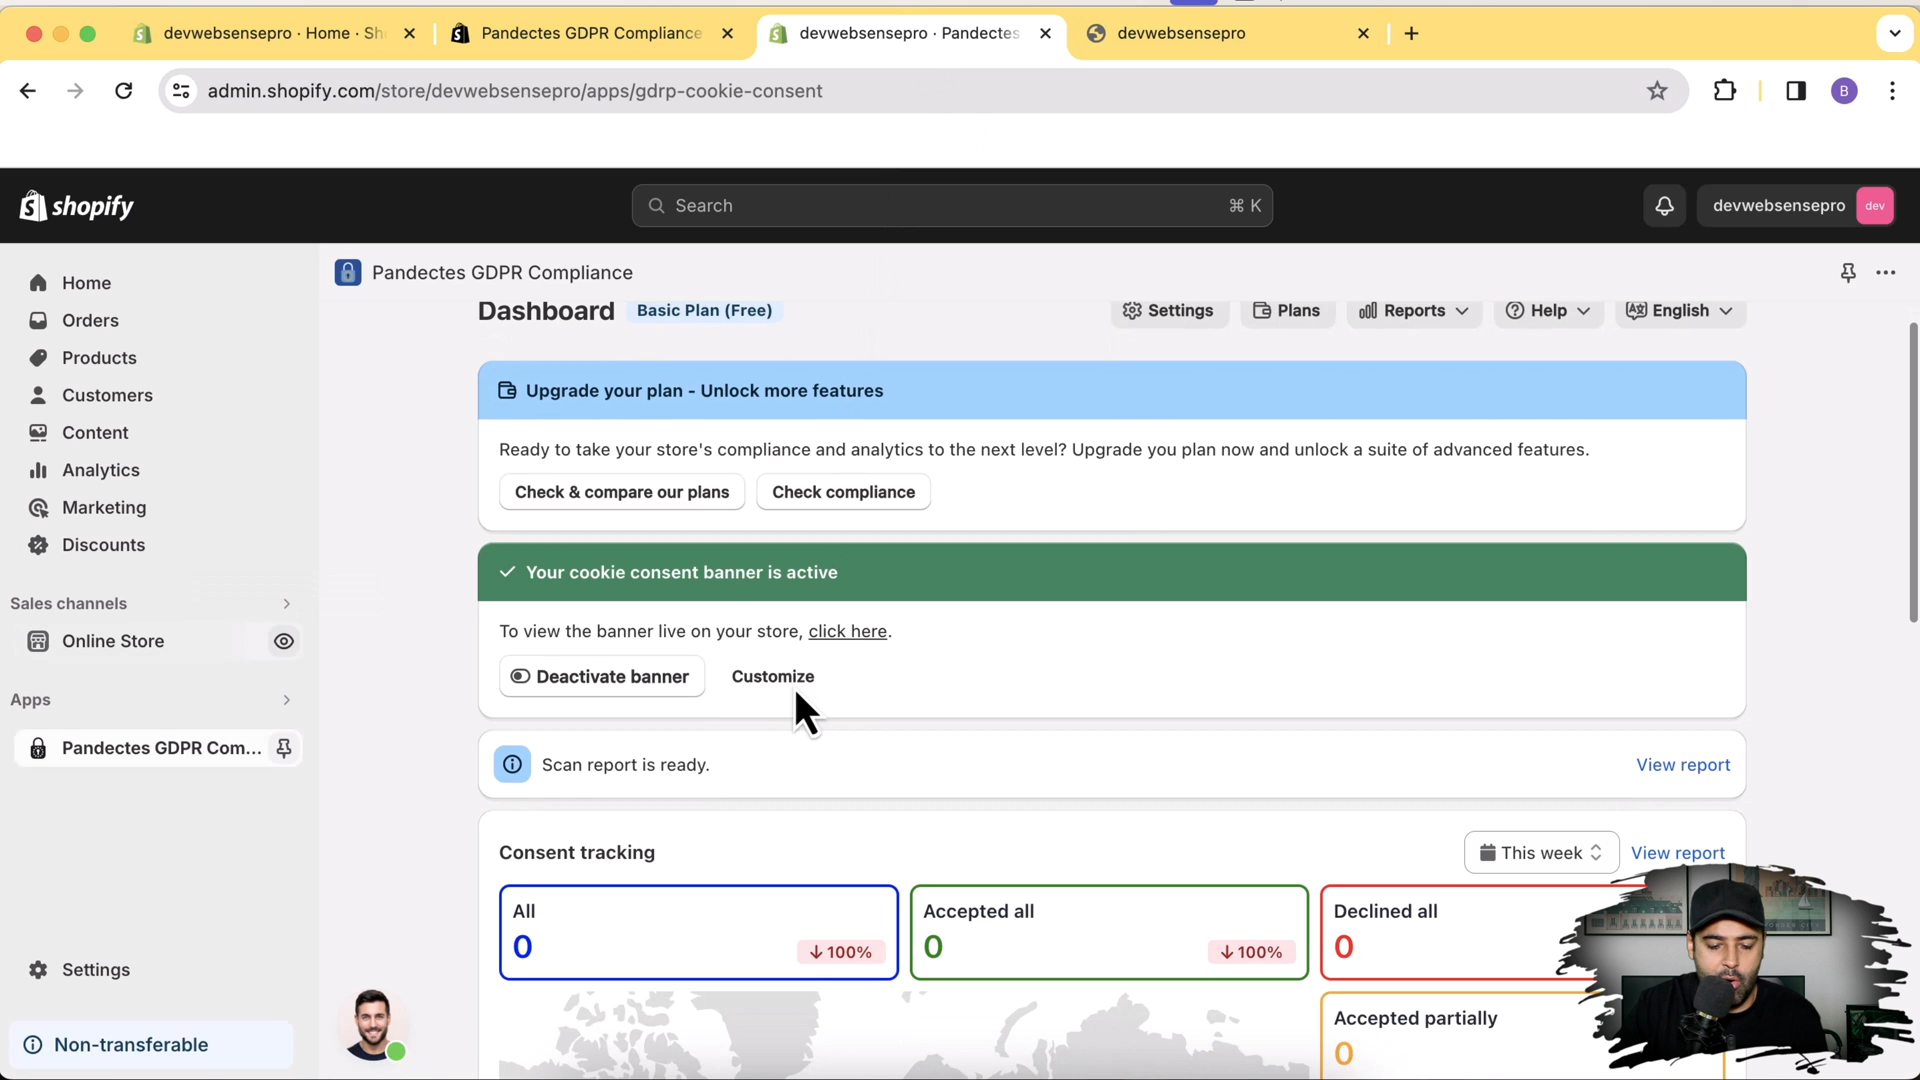 devwebsensepro · Home · Sh
Pandectes GDPR Compliance
devwebsensepro · Pandectes
devwebsensepro
admin.shopify.com/store/devwebsensepro/apps/gdrp-cookie-consent
B
shopify
Search
⌘ K
devwebsensepro
dev
Home
Orders
Products
Customers
Content
Analytics
Marketing
Discounts
Sales channels
Online Store
Apps
Pandectes GDPR Com...
Settings
Non-transferable
Pandectes GDPR Compliance
Dashboard
Basic Plan (Free)
Settings
Plans
Reports
Help
English
Upgrade your plan - Unlock more features
Ready to take your store's compliance and analytics to the next level? Upgrade you plan now and unlock a suite of advanced features.
Check & compare our plans
Check compliance
Your cookie consent banner is active
To view the banner live on your store, click here.
Deactivate banner
Customize
Scan report is ready.
View report
Consent tracking
This week
View report
All
0
↓100%
Accepted all
0
↓100%
Declined all
0
Accepted partially
0